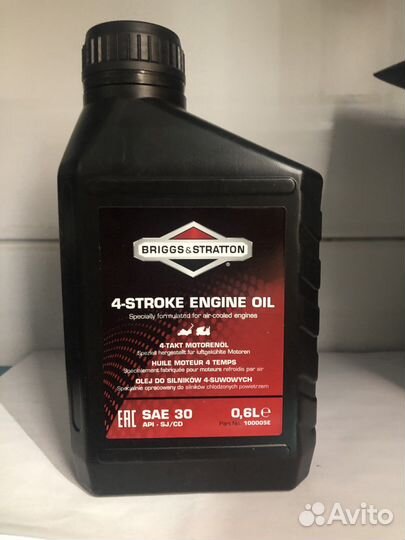 BRIGGS & STRATTON
®
4-STROKE ENGINE OIL
Specially formulated for air-cooled engines
4-TAKT MOTORENÖL
Speziell hergestellt für luftgekühlte Motoren
HUILE MOTEUR 4 TEMPS
Spécialement fabriquée pour moteurs refroidis par air
OLEJ DO SILNIKÓW 4-SUWOWYCH
Specjalnie opracowany do silników chłodzonych powietrzem
EAC SAE 30 0,6L℮
API - SJ/CD Part No. 100005E
Avito